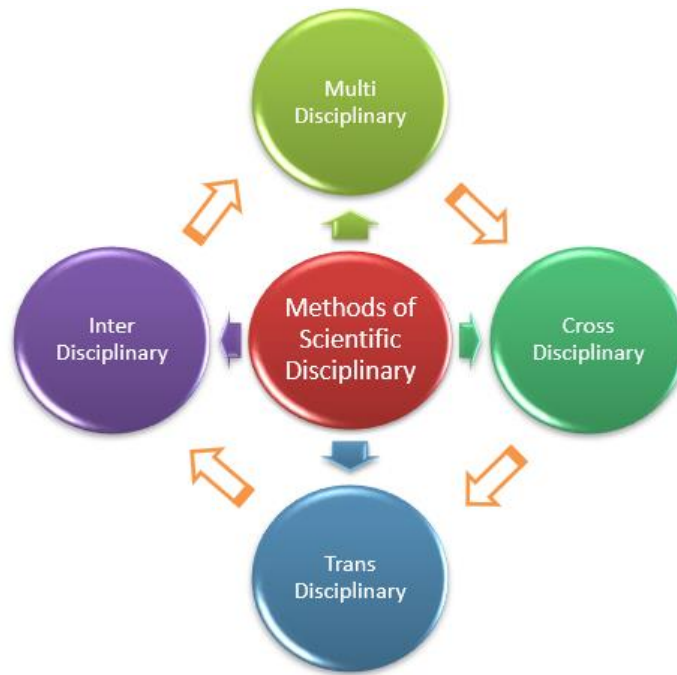 Multi
Disciplinary
Inter
Disciplinary
Methods of
Scientific
Disciplinary
Cross
Disciplinary
Trans
Disciplinary